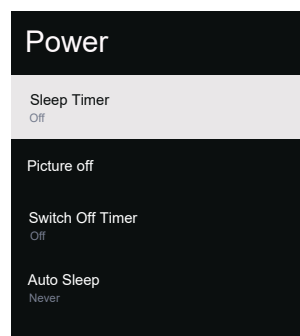 Power
Sleep Timer
Off
Picture off
Switch Off Timer
Off
Auto Sleep
Never